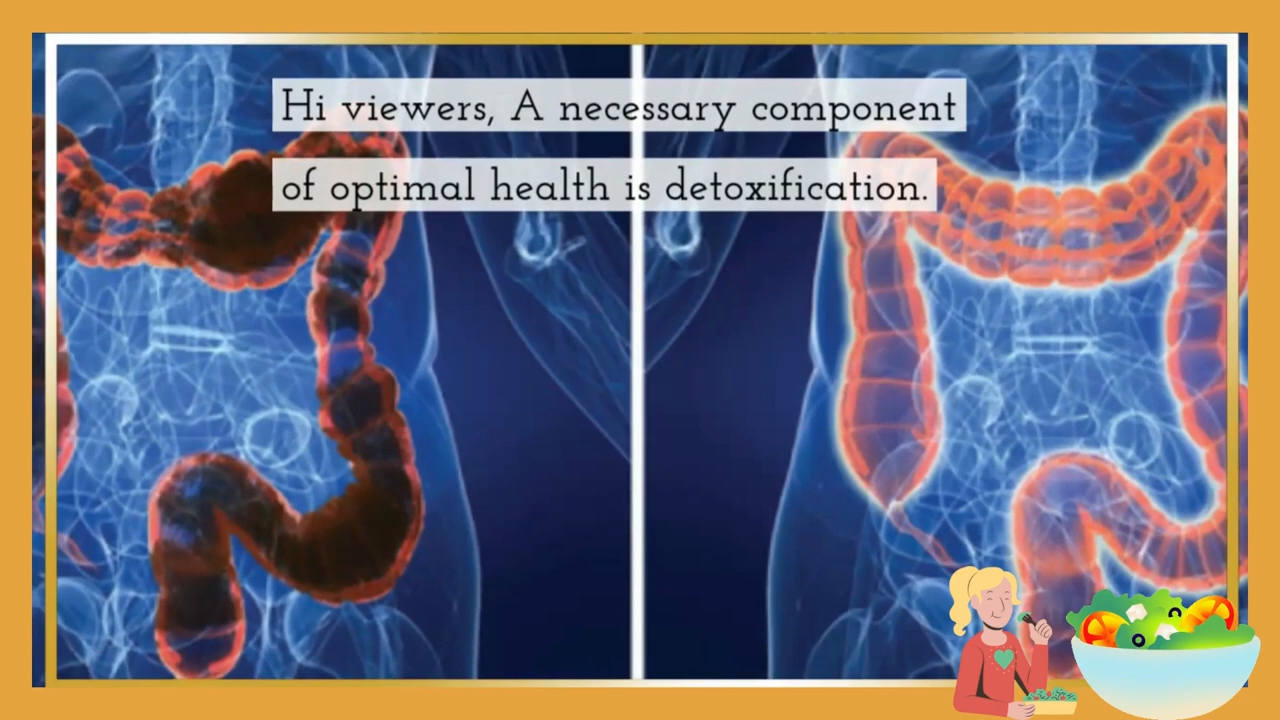 Hi viewers, A necessary component
of optimal health is detoxification.